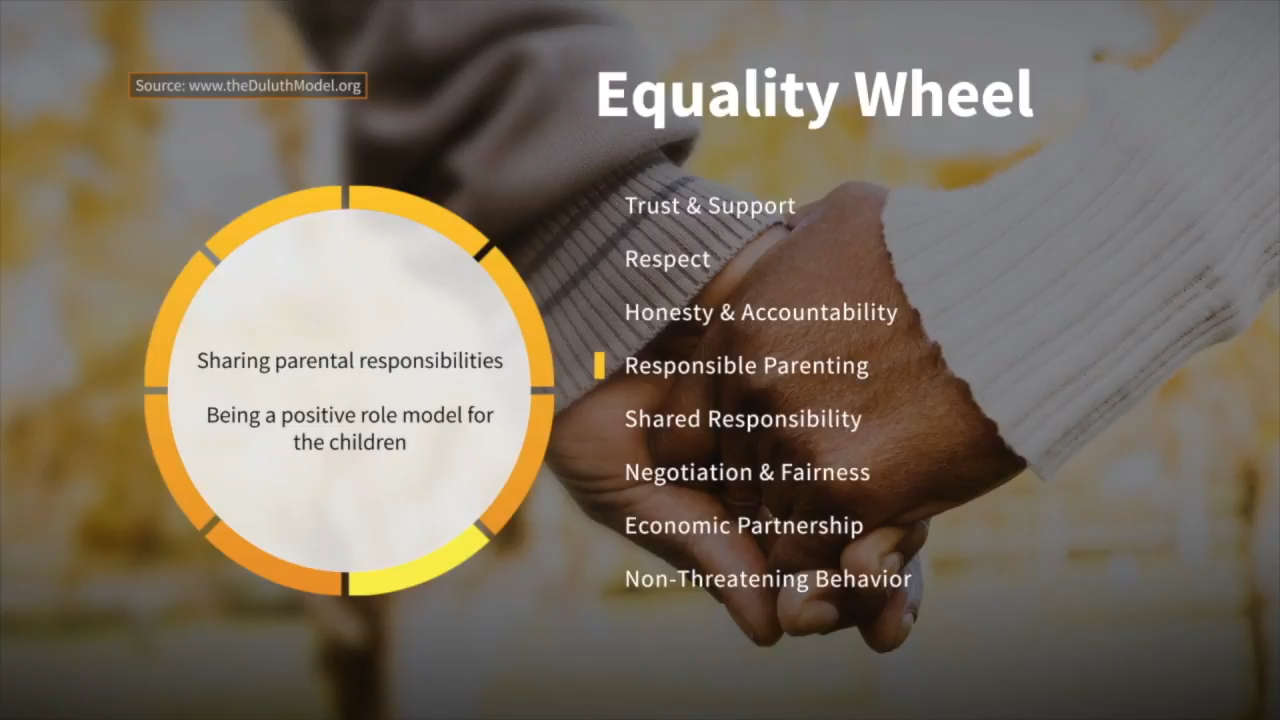 Source: www.theDuluthModel.org
Equality Wheel
Sharing parental responsibilities
Being a positive role model for
the children
Trust & Support
Respect
Honesty & Accountability
Responsible Parenting
Shared Responsibility
Negotiation & Fairness
Economic Partnership
Non-Threatening Behavior